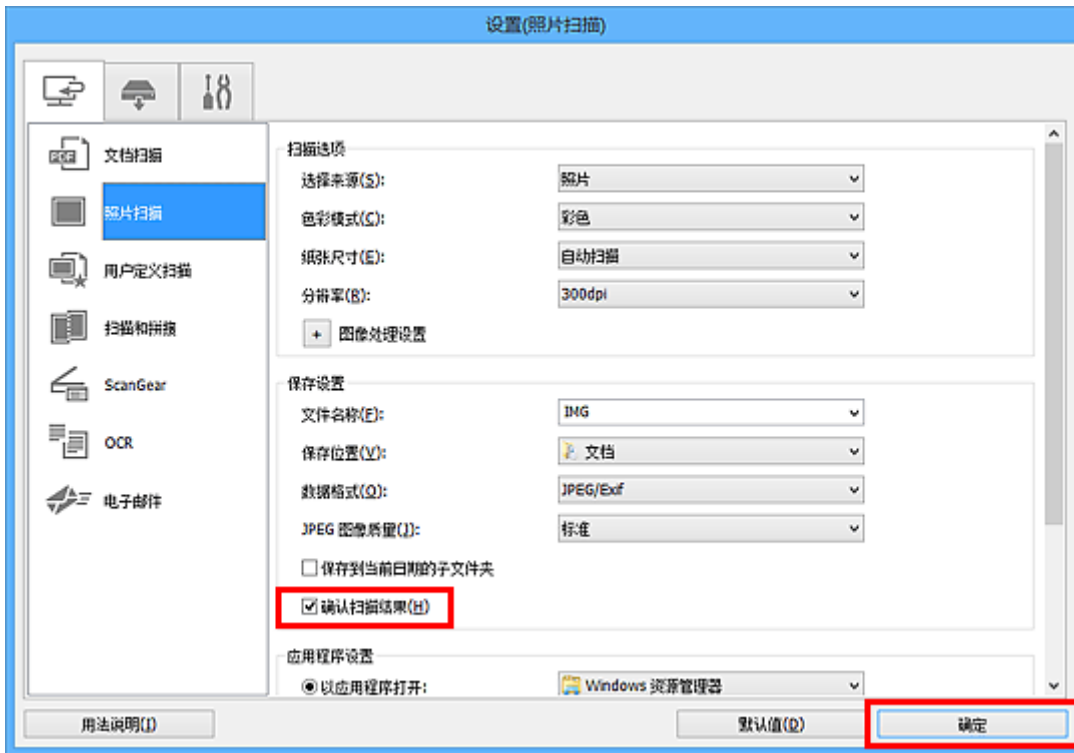 设置(照片扫描)
PDF
文档扫描
照片扫描
用户定义扫描
扫描和拼接
ScanGear
OCR
电子邮件
扫描选项
选择来源(S): 照片
色彩模式(C): 彩色
纸张尺寸(E): 自动扫描
分辨率(R): 300dpi
+ 图像处理设置
保存设置
文件名称(F): IMG
保存位置(V): 文档
数据格式(O): JPEG/Exif
JPEG 图像质量(J): 标准
保存到当前日期的子文件夹
确认扫描结果(H)
应用程序设置
以应用程序打开: Windows 资源管理器
用法说明(I) 默认值(D) 确定